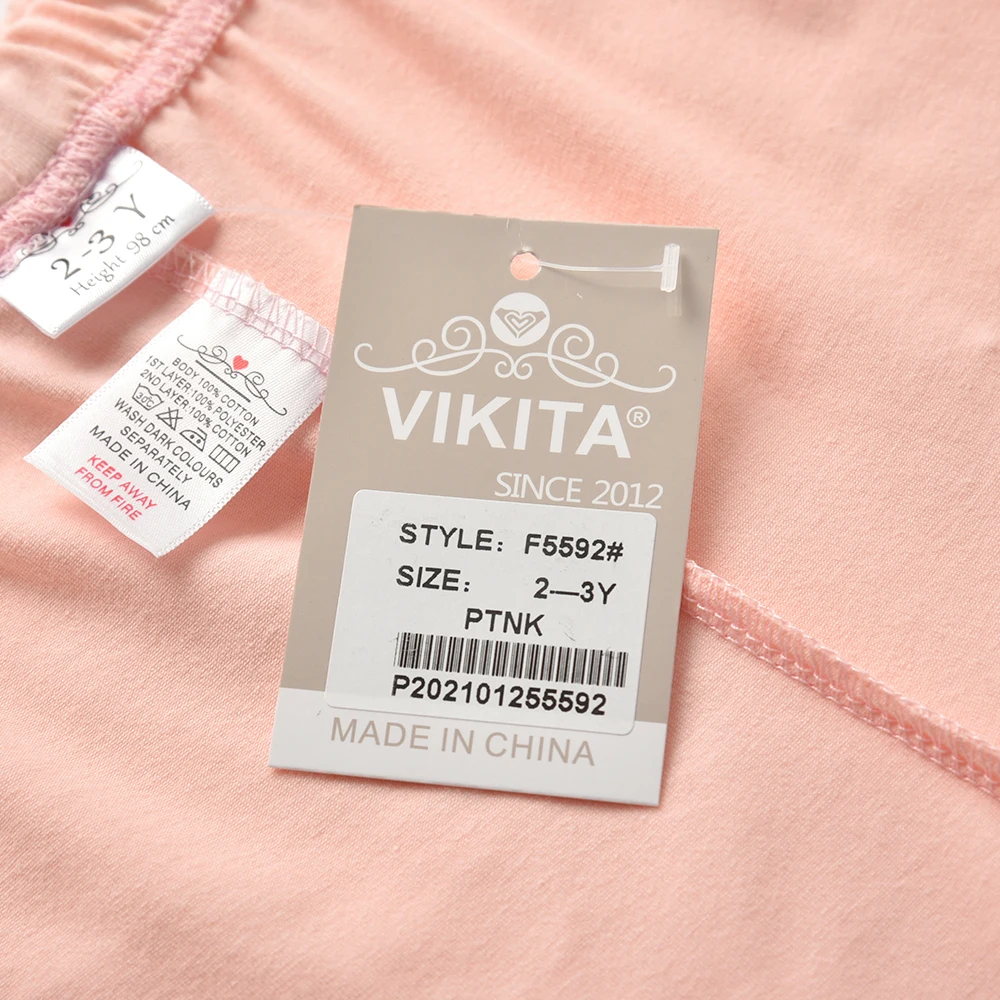 2-3 Y
Height 98 cm
BODY 100% COTTON
1ST LAYER:100% POLYESTER
2ND LAYER:100% COTTON
30℃
WASH DARK COLOURS
SEPARATELY
MADE IN CHINA
KEEP AWAY
FROM FIRE
VIKITA®
SINCE 2012
STYLE: F5592#
SIZE: 2—3Y
PTNK
P202101255592
MADE IN CHINA